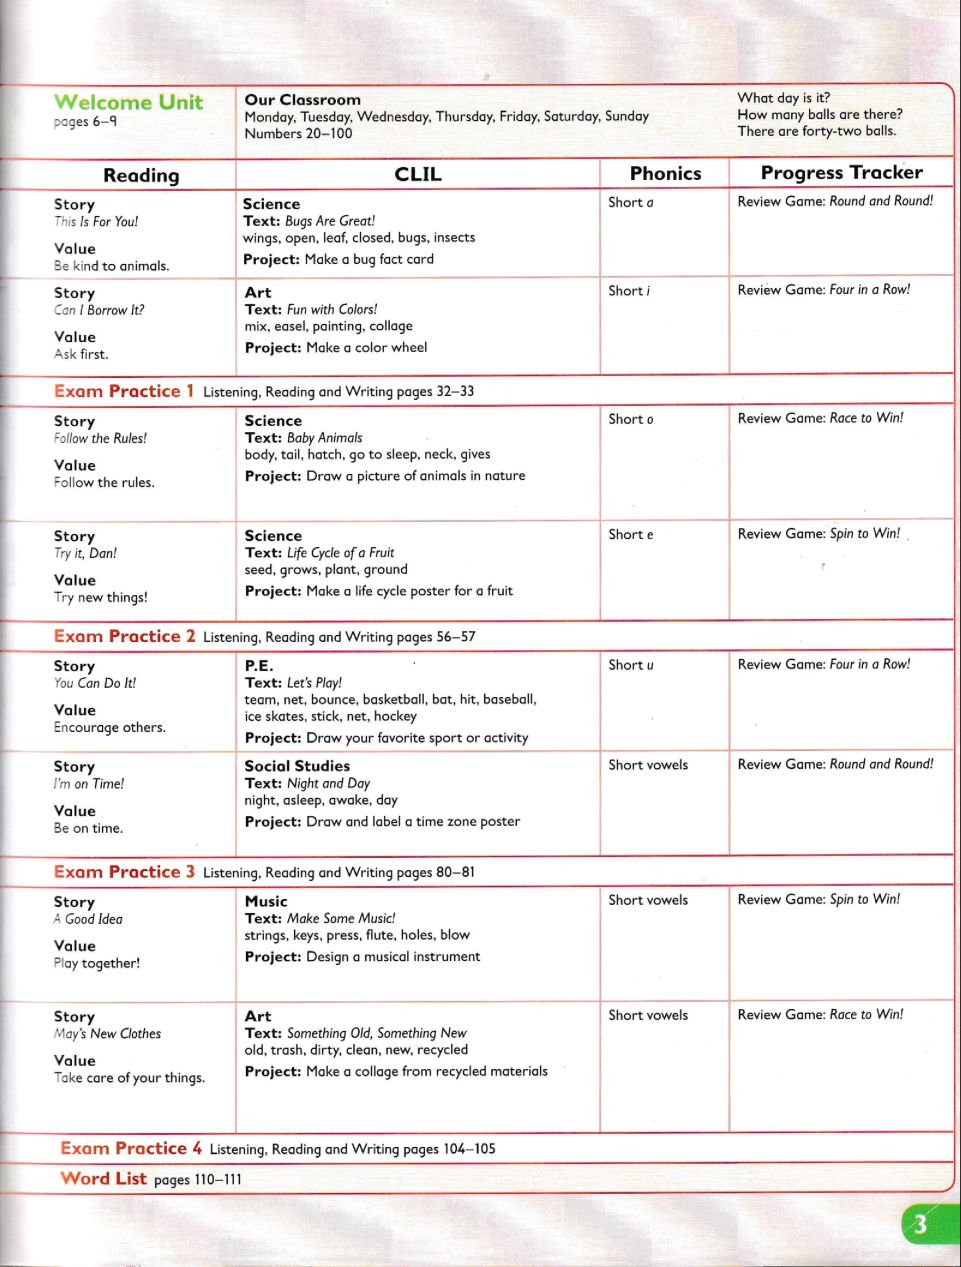 Welcome Unit
pages 6–9
Our Classroom
Monday, Tuesday, Wednesday, Thursday, Friday, Saturday, Sunday
Numbers 20–100
What day is it?
How many balls are there?
There are forty-two balls.
Reading
CLIL
Phonics
Progress Tracker
Story
This Is For You!
Value
Be kind to animals.
Science
Text: Bugs Are Great!
wings, open, leaf, closed, bugs, insects
Project: Make a bug fact card
Short a
Review Game: Round and Round!
Story
Can I Borrow It?
Value
Ask first.
Art
Text: Fun with Colors!
mix, easel, painting, collage
Project: Make a color wheel
Short i
Review Game: Four in a Row!
Exam Practice 1 Listening, Reading and Writing pages 32–33
Story
Follow the Rules!
Value
Follow the rules.
Science
Text: Baby Animals
body, tail, hatch, go to sleep, neck, gives
Project: Draw a picture of animals in nature
Short o
Review Game: Race to Win!
Story
Try it, Dan!
Value
Try new things!
Science
Text: Life Cycle of a Fruit
seed, grows, plant, ground
Project: Make a life cycle poster for a fruit
Short e
Review Game: Spin to Win!
Exam Practice 2 Listening, Reading and Writing pages 56–57
Story
You Can Do It!
Value
Encourage others.
P.E.
Text: Let's Play!
team, net, bounce, basketball, bat, hit, baseball,
ice skates, stick, net, hockey
Project: Draw your favorite sport or activity
Short u
Review Game: Four in a Row!
Story
I'm on Time!
Value
Be on time.
Social Studies
Text: Night and Day
night, asleep, awake, day
Project: Draw and label a time zone poster
Short vowels
Review Game: Round and Round!
Exam Practice 3 Listening, Reading and Writing pages 80–81
Story
A Good Idea
Value
Play together!
Music
Text: Make Some Music!
strings, keys, press, flute, holes, blow
Project: Design a musical instrument
Short vowels
Review Game: Spin to Win!
Story
May's New Clothes
Value
Take care of your things.
Art
Text: Something Old, Something New
old, trash, dirty, clean, new, recycled
Project: Make a collage from recycled materials
Short vowels
Review Game: Race to Win!
Exam Practice 4 Listening, Reading and Writing pages 104–105
Word List pages 110–111
3